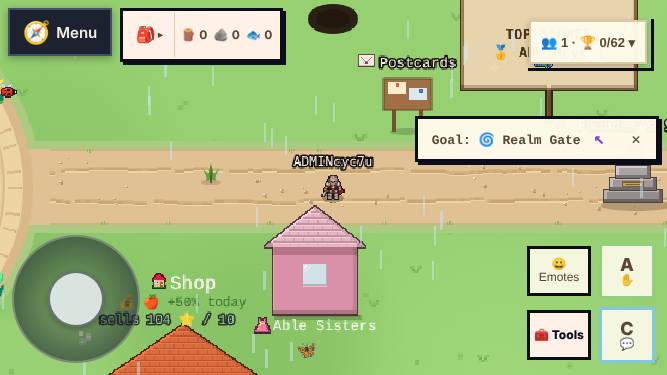 Menu
0 0 0
TOP
1 · 0/62 ▾
Postcards
Goal: Realm Gate ✕
ADMINcyc7u
Shop
+50% today
sells 104 / 10
Able Sisters
Emotes
A
Tools
C